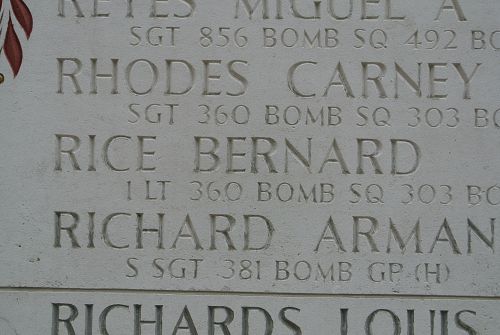 REYES MIGUEL A
SGT 856 BOMB SQ 492 BO
RHODES CARNEY
SGT 360 BOMB SQ 303 BO
RICE BERNARD
1 LT 360 BOMB SQ 303 BO
RICHARD ARMAN
S SGT 381 BOMB GP (H)
RICHARDS LOUIS